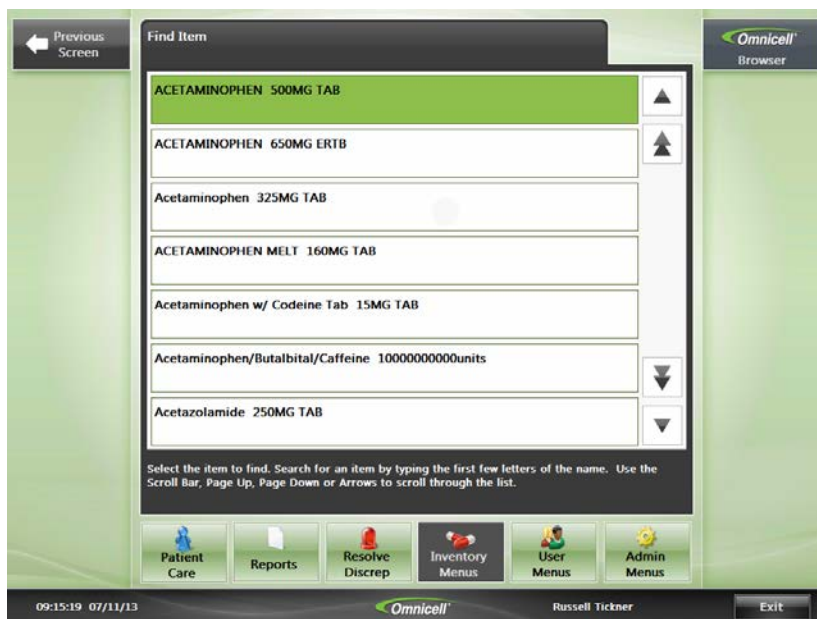 Previous
Screen
Find Item
Omnicell
Browser
ACETAMINOPHEN 500MG TAB
ACETAMINOPHEN 650MG ERTB
Acetaminophen 325MG TAB
ACETAMINOPHEN MELT 160MG TAB
Acetaminophen w/ Codeine Tab 15MG TAB
Acetaminophen/Butalbital/Caffeine 10000000000units
Acetazolamide 250MG TAB
Select the item to find. Search for an item by typing the first few letters of the name. Use the
Scroll Bar, Page Up, Page Down or Arrows to scroll through the list.
Patient
Care
Reports
Resolve
Discrep
Inventory
Menus
User
Menus
Admin
Menus
09:15:19 07/11/13
Omnicell
Russell Tickner
Exit